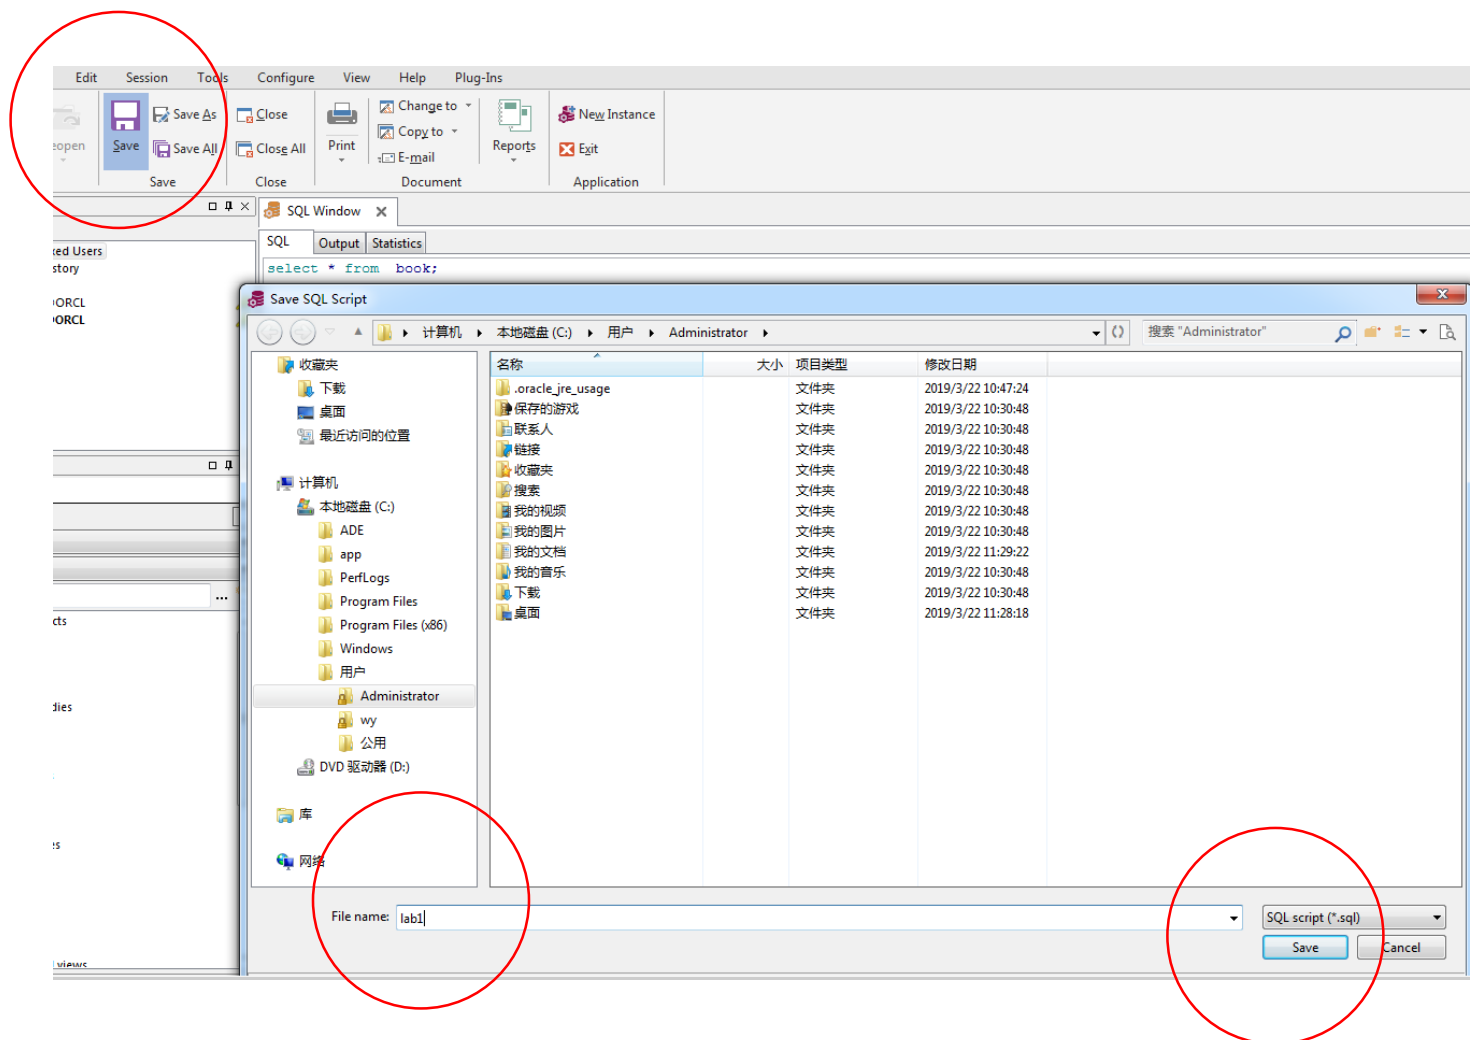 Edit Session Tools Configure View Help Plug-Ins
Save As Close Change to New Instance
Copy to
Save Save All Close All Print E-mail Reports Exit
Save Close Document Application
SQL Window
SQL Output Statistics
select * from book;
Users
ORCL
ORCL
Save SQL Script
计算机 本地磁盘 (C:) 用户 Administrator 搜索 "Administrator"
收藏夹
下载
桌面
最近访问的位置
计算机
本地磁盘 (C:)
ADE
app
PerfLogs
Program Files
Program Files (x86)
Windows
用户
Administrator
wy
公用
DVD 驱动器 (D:)
库
网络
名称 大小 项目类型 修改日期
.oracle_jre_usage 文件夹 2019/3/22 10:47:24
保存的游戏 文件夹 2019/3/22 10:30:48
联系人 文件夹 2019/3/22 10:30:48
链接 文件夹 2019/3/22 10:30:48
收藏夹 文件夹 2019/3/22 10:30:48
搜索 文件夹 2019/3/22 10:30:48
我的视频 文件夹 2019/3/22 10:30:48
我的图片 文件夹 2019/3/22 10:30:48
我的文档 文件夹 2019/3/22 11:29:22
我的音乐 文件夹 2019/3/22 10:30:48
下载 文件夹 2019/3/22 10:30:48
桌面 文件夹 2019/3/22 11:28:18
views
File name: lab1 SQL script (*.sql)
Save Cancel